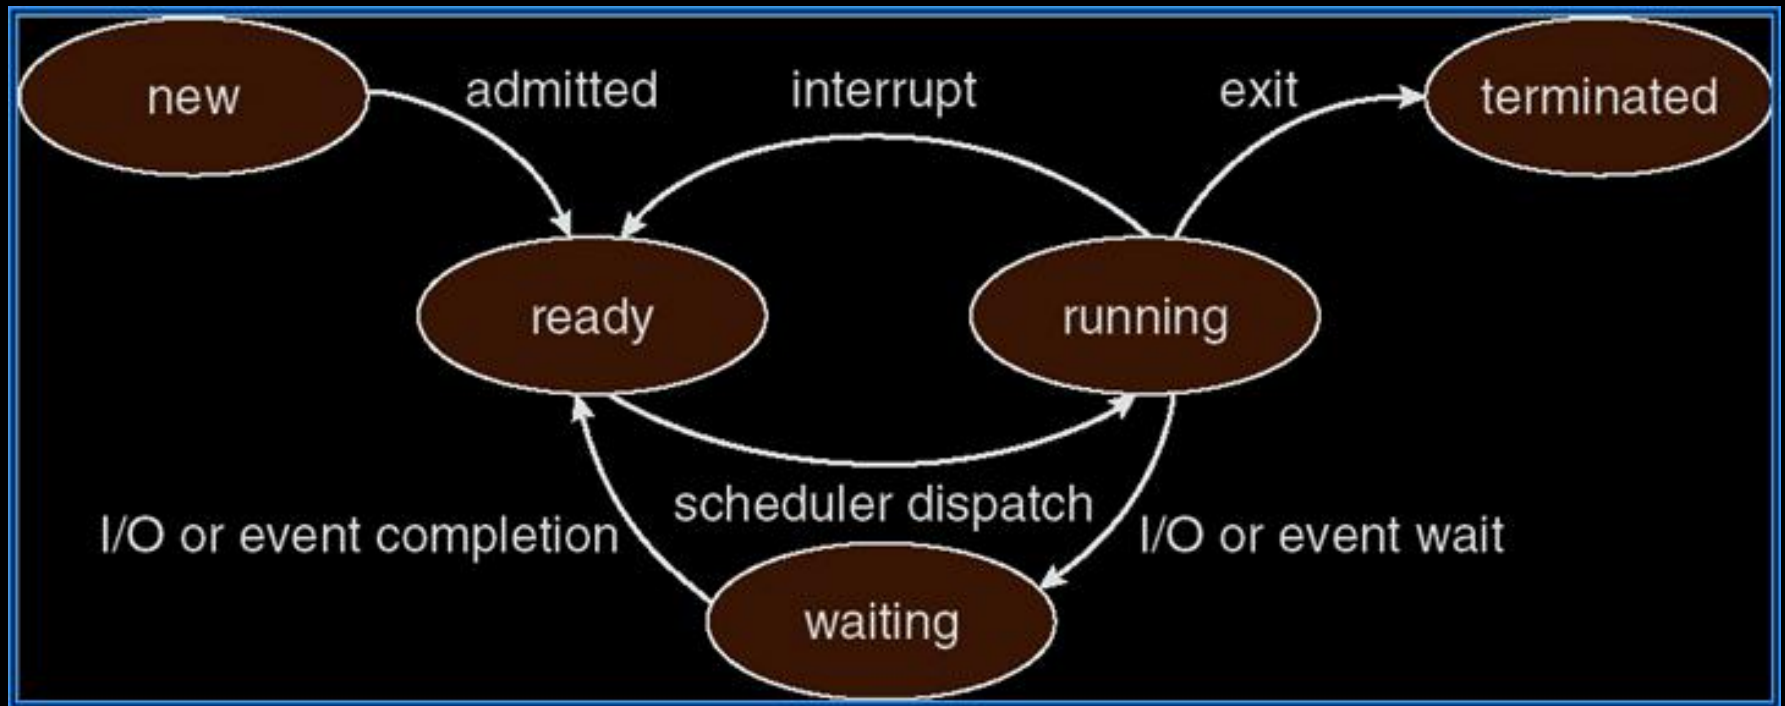 new
admitted
interrupt
exit
terminated
ready
running
scheduler dispatch
I/O or event completion
I/O or event wait
waiting